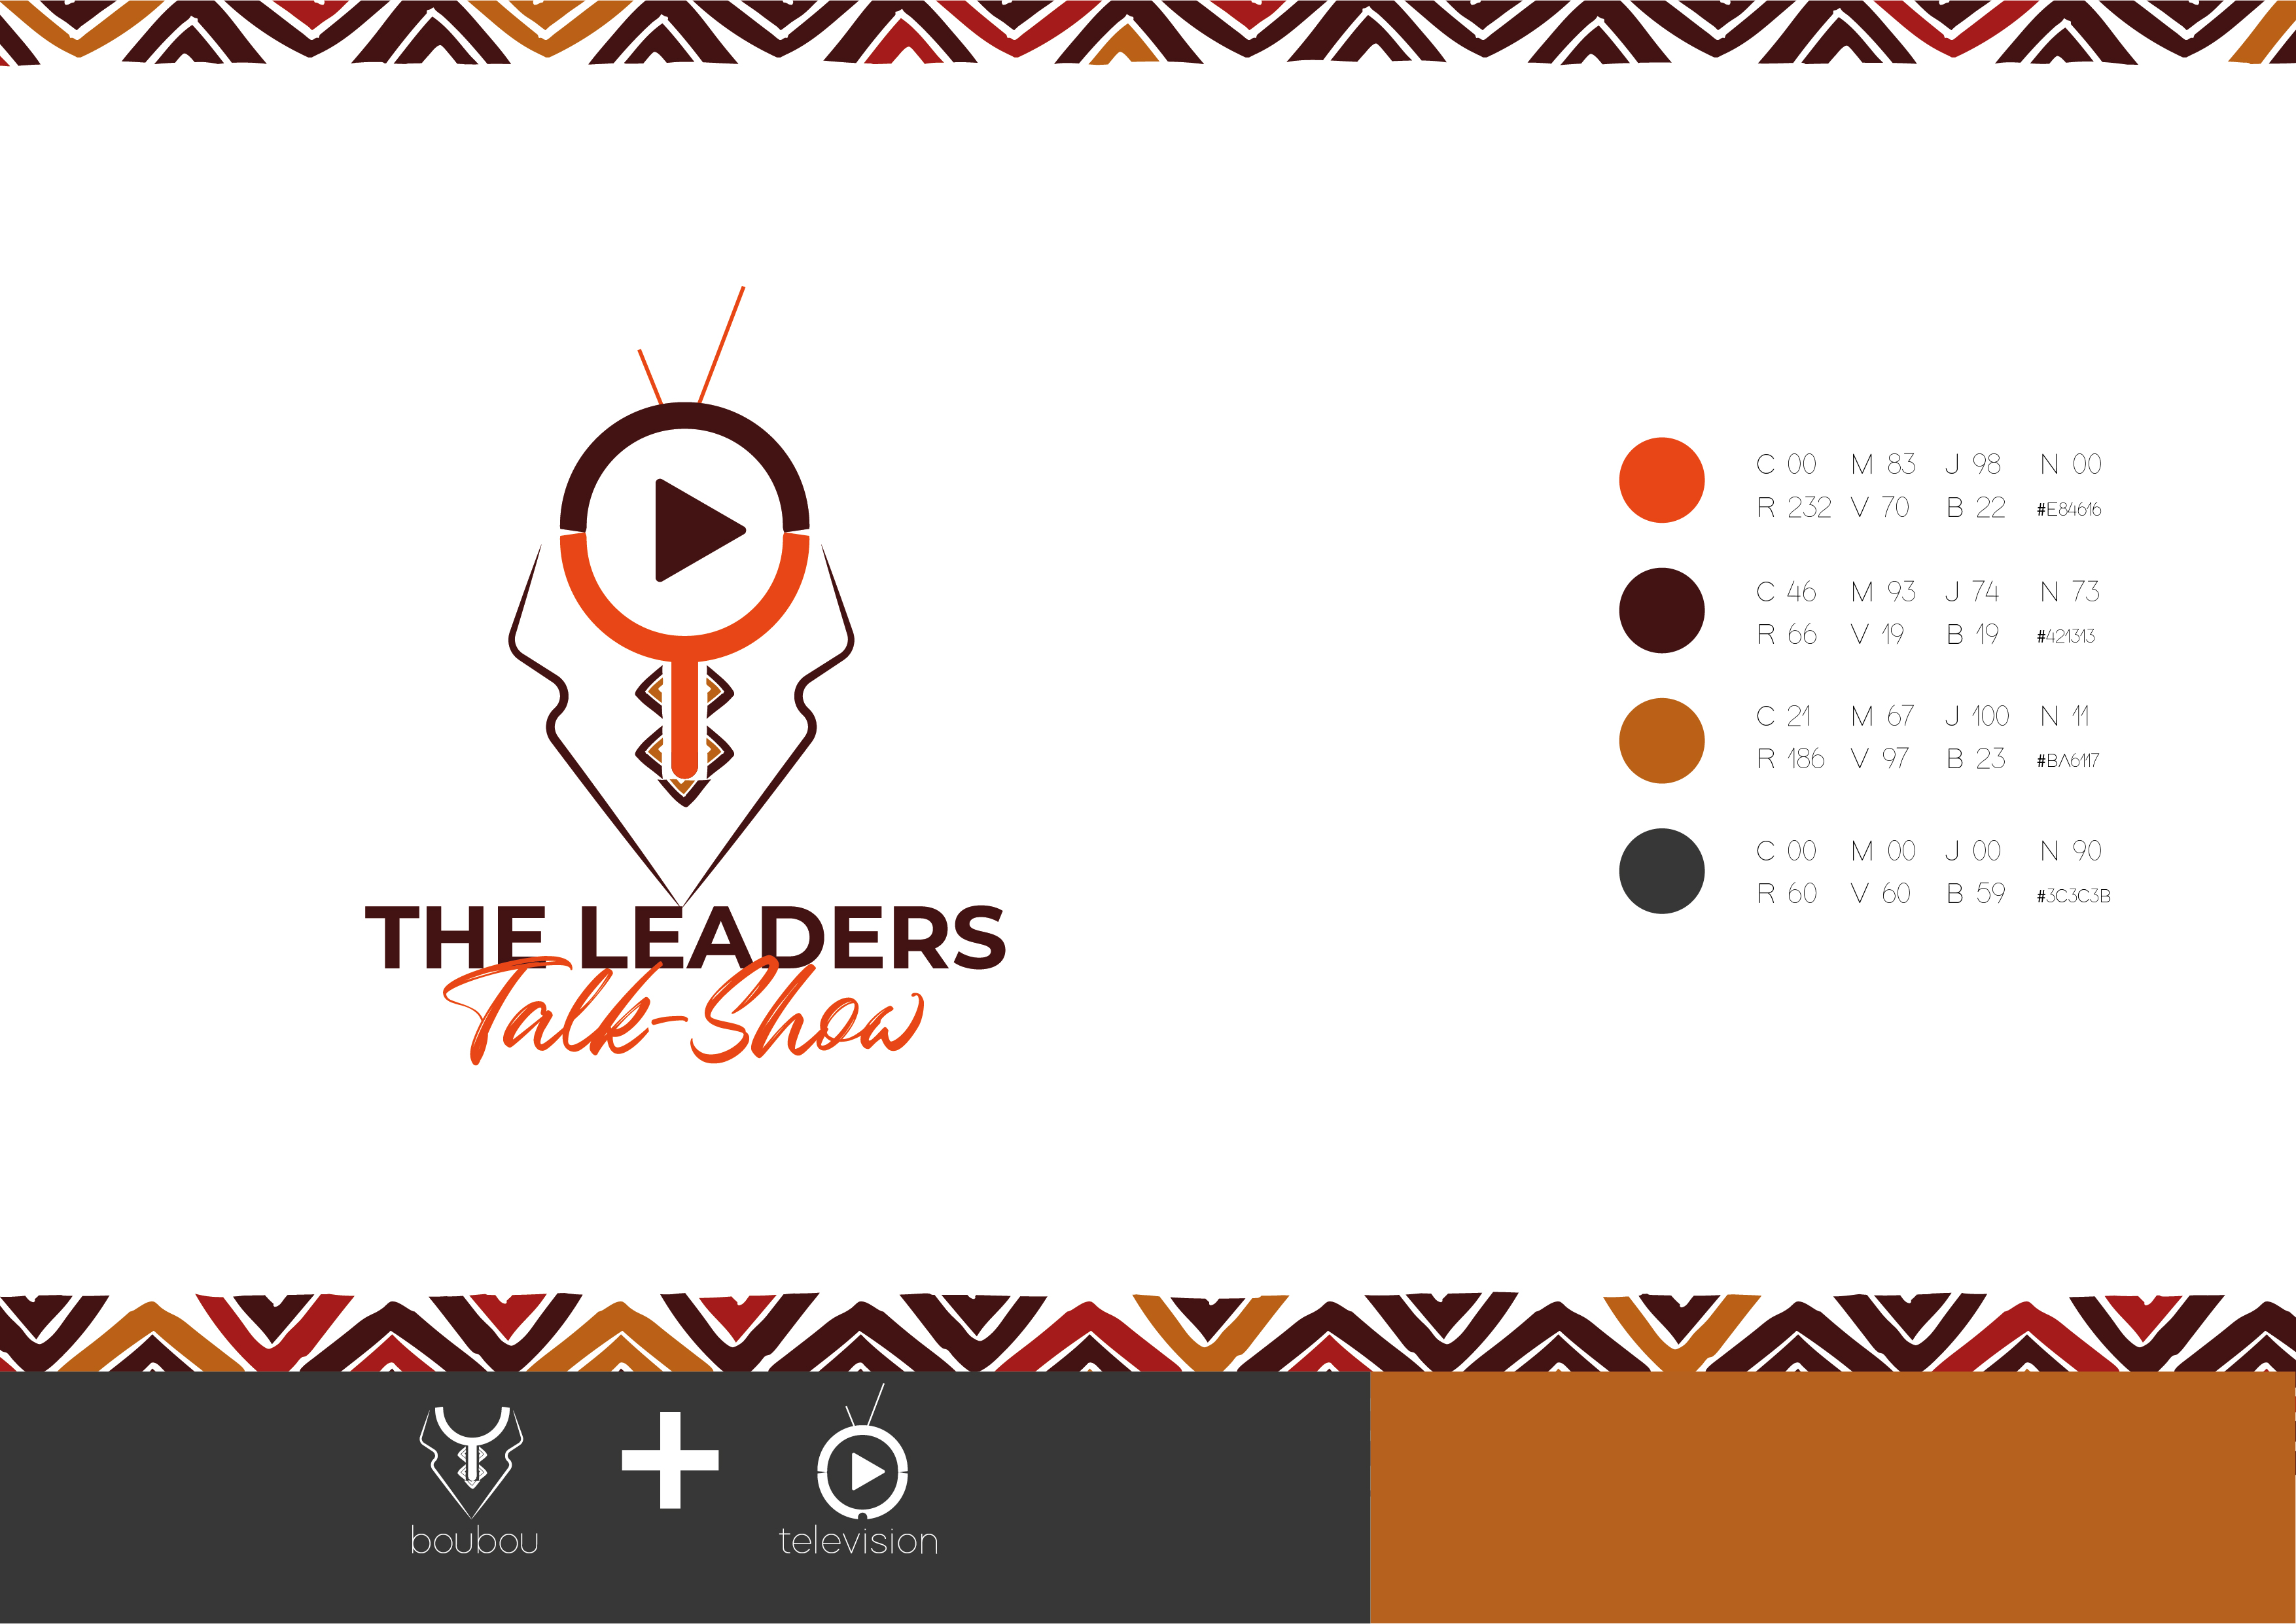 THE LEADERS
Talk-Show
C 00 M 83 J 98 N 00
R 232 V 70 B 22 #E84616
C 46 M 93 J 74 N 73
R 66 V 19 B 19 #421313
C 21 M 67 J 100 N 11
R 186 V 97 B 23 #BA6117
C 00 M 00 J 00 N 90
R 60 V 60 B 59 #3C3C3B
boubou + television